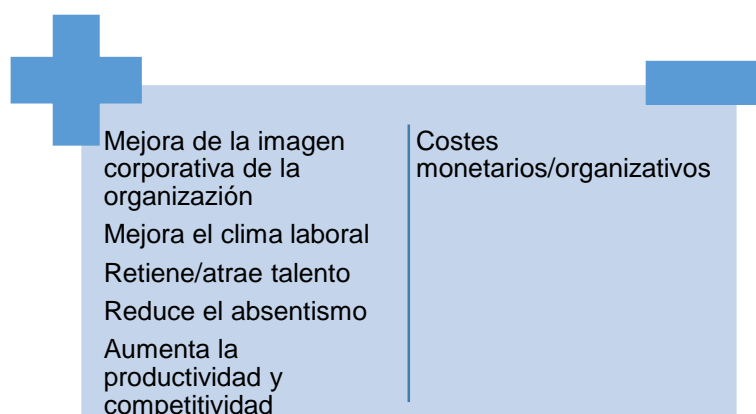 Mejora de la imagen
corporativa de la
organizazión
Mejora el clima laboral
Retiene/atrae talento
Reduce el absentismo
Aumenta la
productividad y
competitividad
Costes
monetarios/organizativos